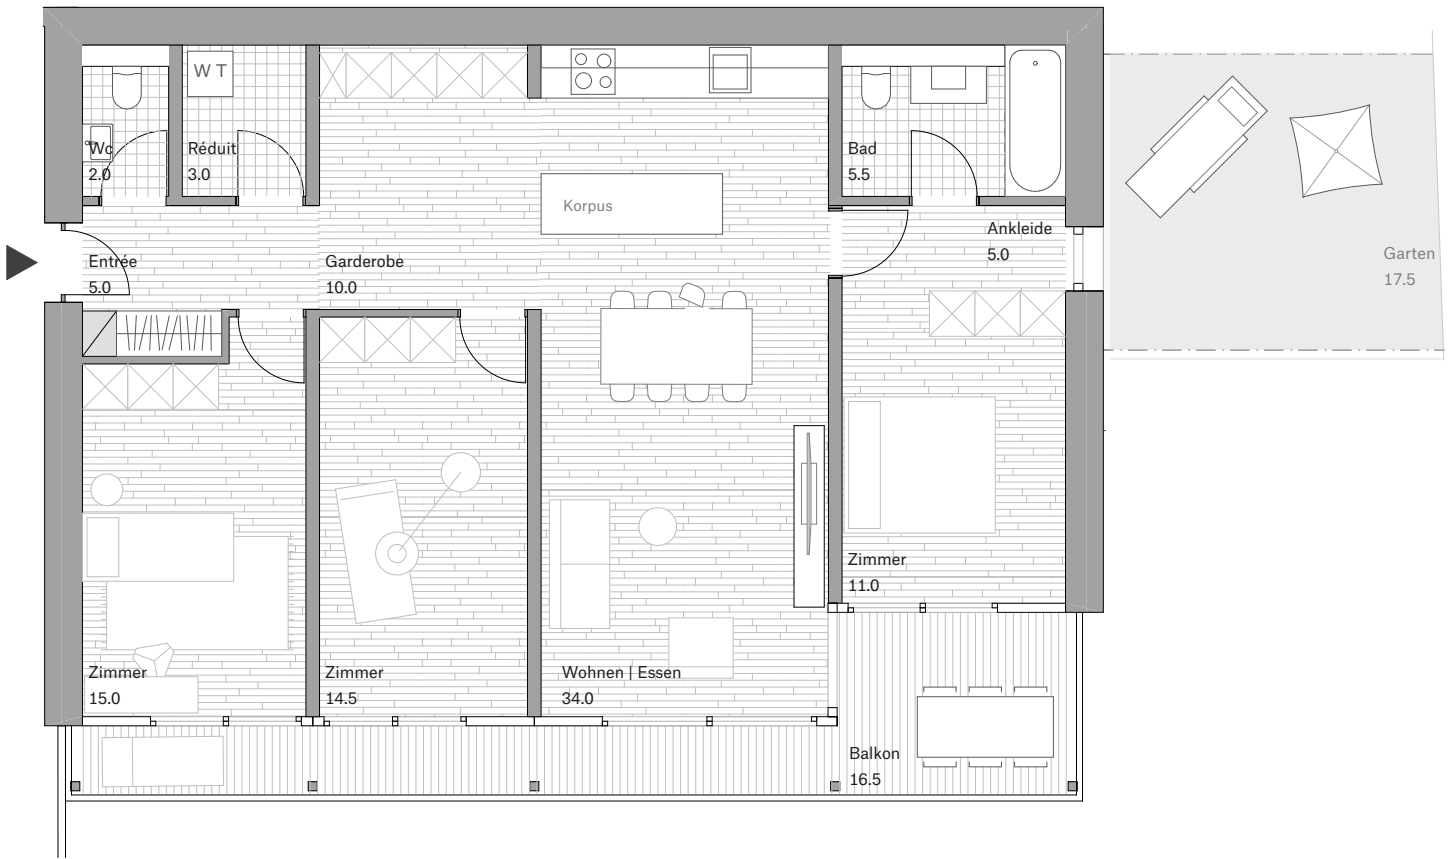 W T
Wc
2.0
Réduit
3.0
Bad
5.5
Korpus
Ankleide
5.0
Entrée
5.0
Garderobe
10.0
Garten
17.5
Zimmer
11.0
Zimmer
15.0
Zimmer
14.5
Wohnen | Essen
34.0
Balkon
16.5